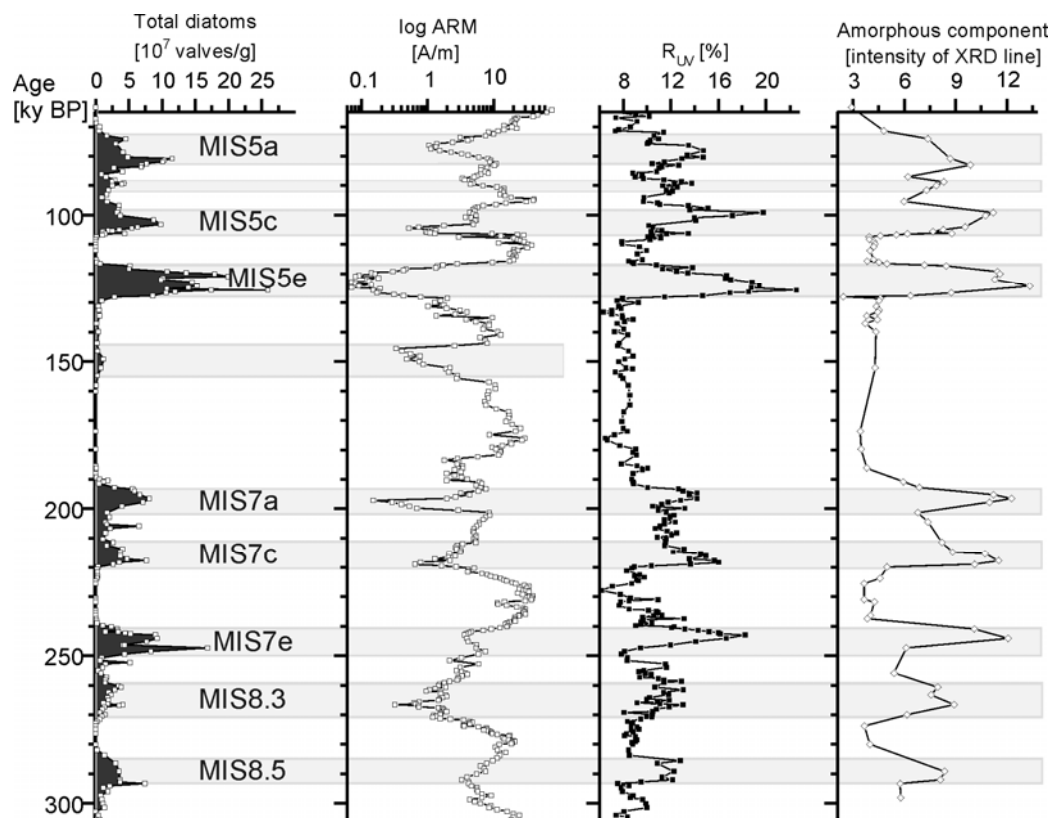 Total diatoms
[10⁷ valves/g]
0 5 10 15 20 25
log ARM
[A/m]
0.1 1 10
R_UV [%]
8 12 16 20
Amorphous component
[intensity of XRD line]
3 6 9 12
Age
[ky BP]
MIS5a
100
MIS5c
MIS5e
150
MIS7a
200
MIS7c
MIS7e
250
MIS8.3
MIS8.5
300